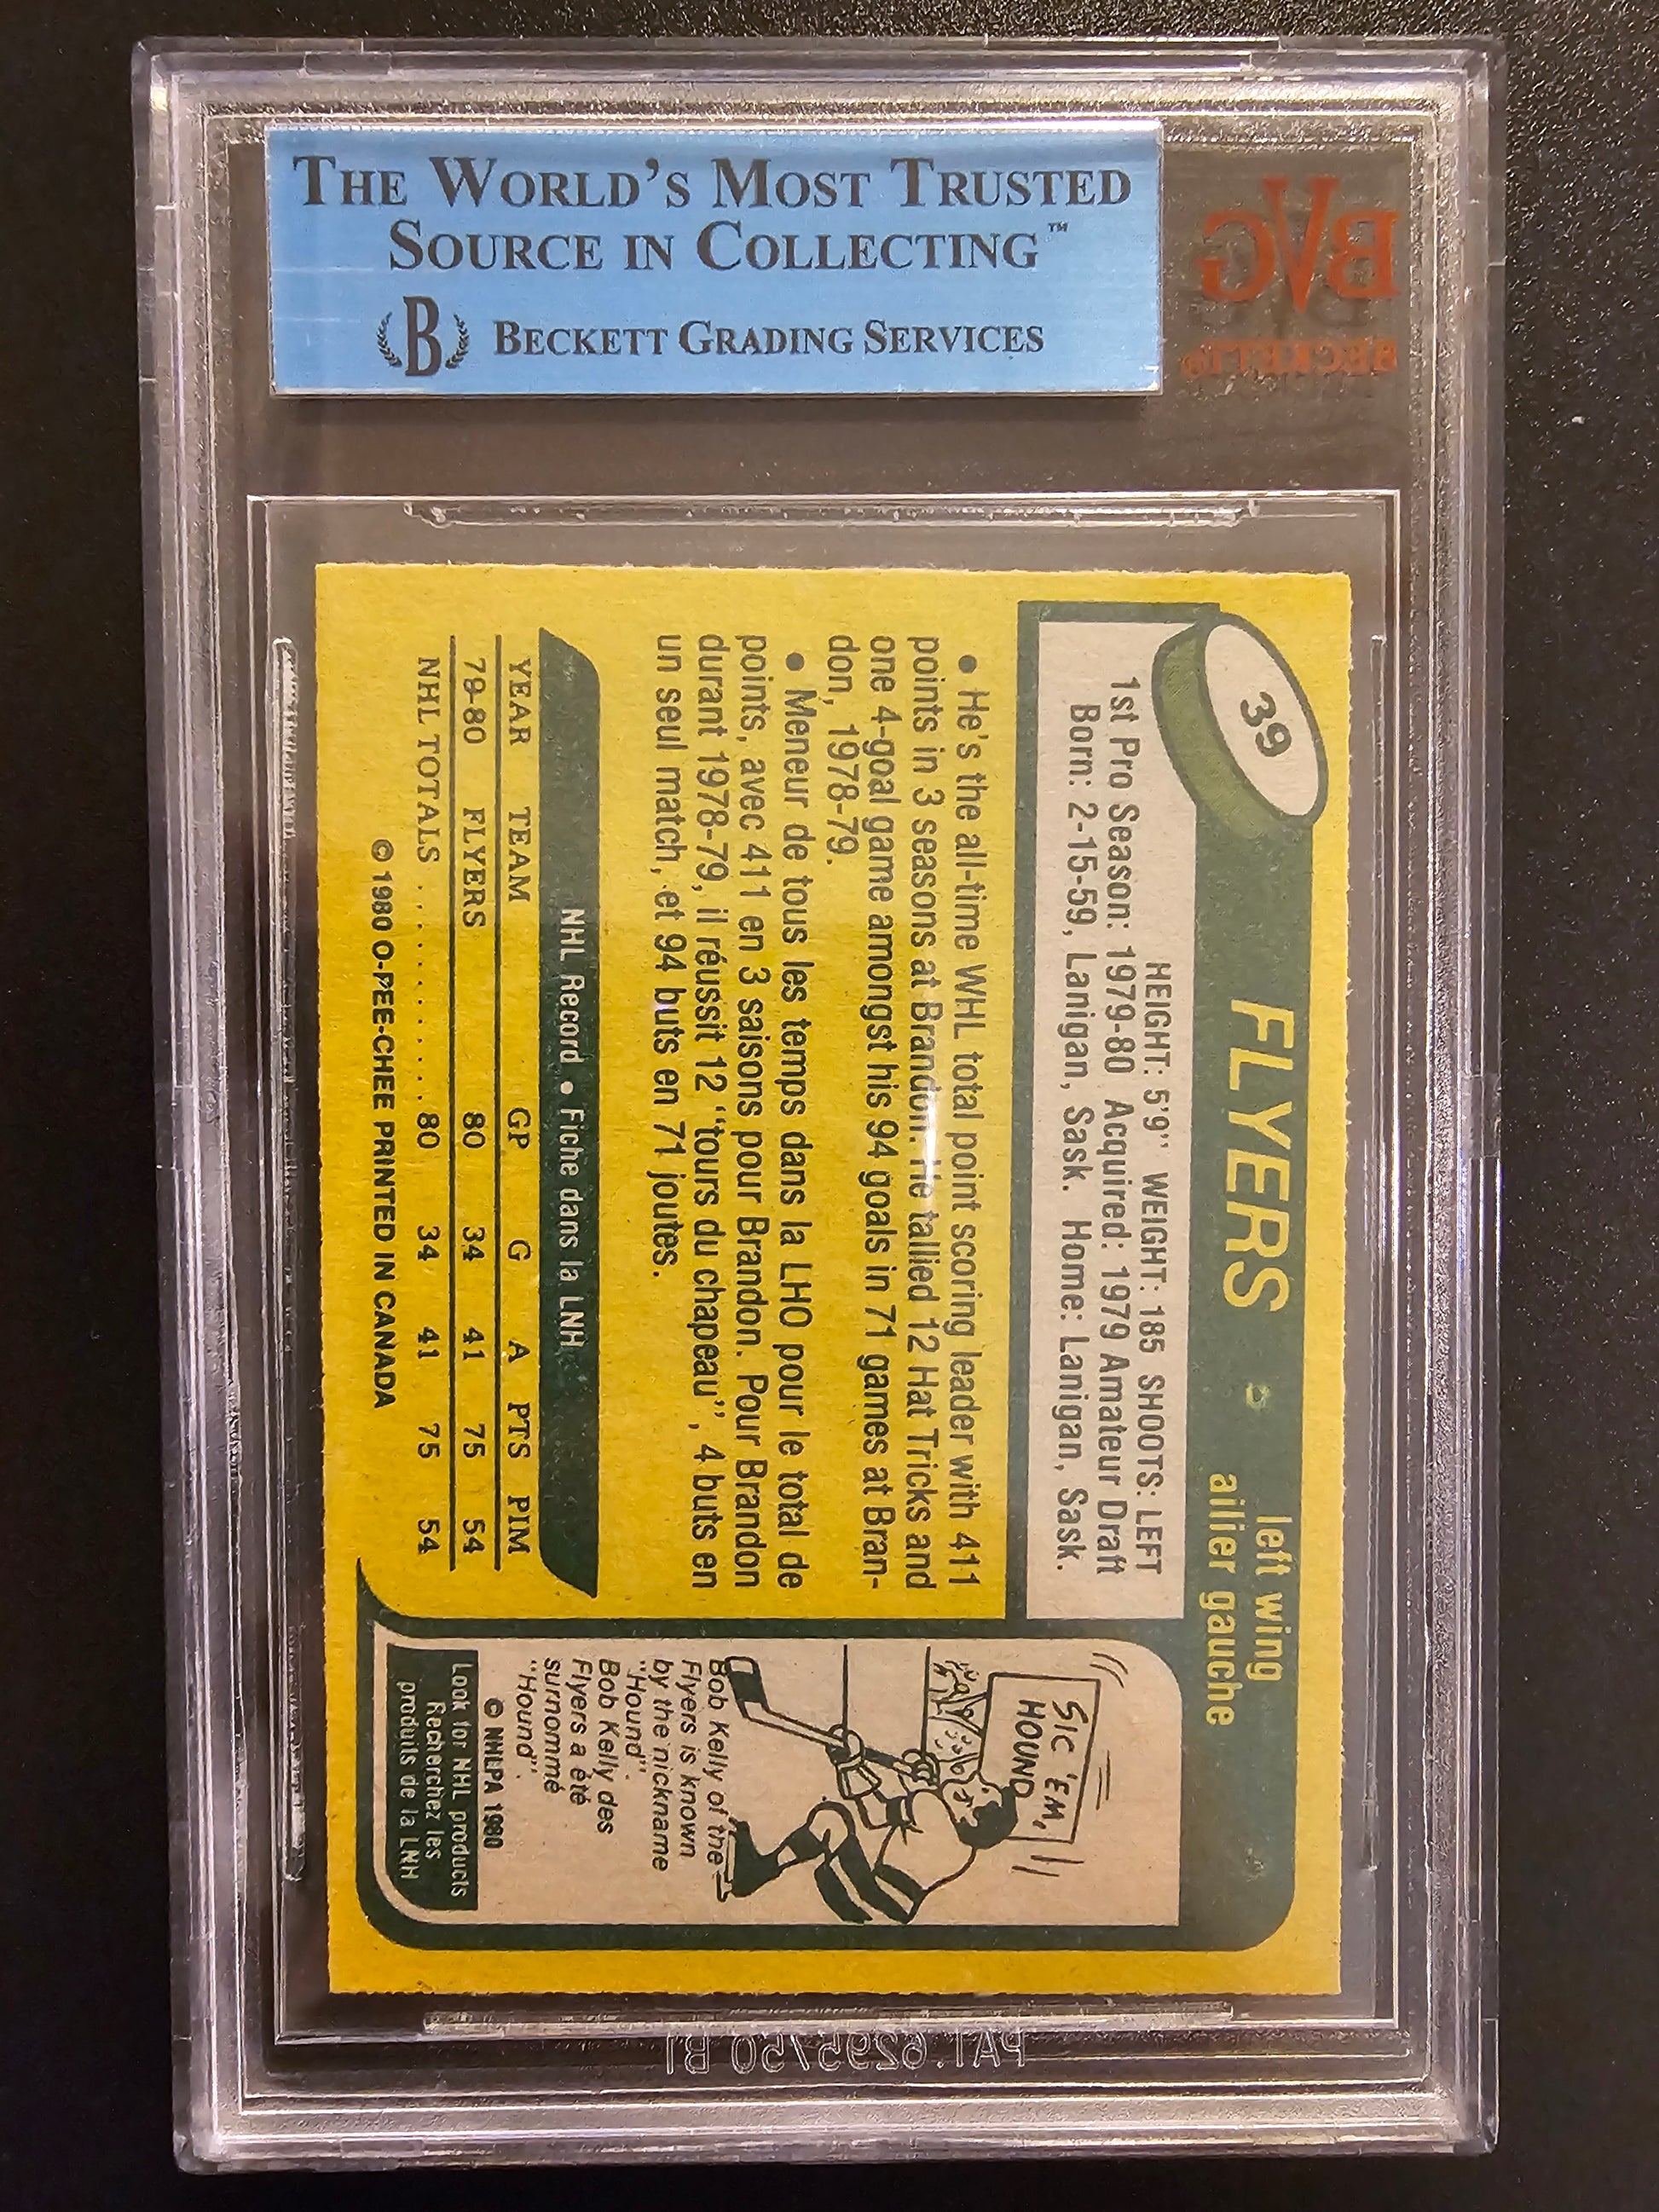 THE WORLD'S MOST TRUSTED
SOURCE IN COLLECTING™
B BECKETT GRADING SERVICES
BVG
BECKETT®
39
FLYERS
left wing
ailier gauche
HEIGHT: 5'9" WEIGHT: 185 SHOOTS: LEFT
1st Pro Season: 1979-80 Acquired: 1979 Amateur Draft
Born: 2-15-59, Lanigan, Sask. Home: Lanigan, Sask.
• He's the all-time WHL total point scoring leader with 411
points in 3 seasons at Brandon. He tallied 12 Hat Tricks and
one 4-goal game amongst his 94 goals in 71 games at Bran-
don, 1978-79.
• Meneur de tous les temps dans la LHO pour le total de
points, avec 411 en 3 saisons pour Brandon. Pour Brandon
durant 1978-79, il réussit 12 "tours du chapeau", 4 buts en
un seul match, et 94 buts en 71 joutes.
NHL Record • Fiche dans la LNH
YEAR TEAM GP G A PTS PIM
79-80 FLYERS 80 34 41 75 54
NHL TOTALS . . . . . . . . . . . 80 34 41 75 54
© 1980 O-PEE-CHEE PRINTED IN CANADA
SIC 'EM,
HOUND
Bob Kelly of the
Flyers is known
by the nickname
"Hound".
Bob Kelly des
Flyers a été
surnommé
"Hound".
© NHLPA 1980
Look for NHL products
Recherchez les
produits de la LNH